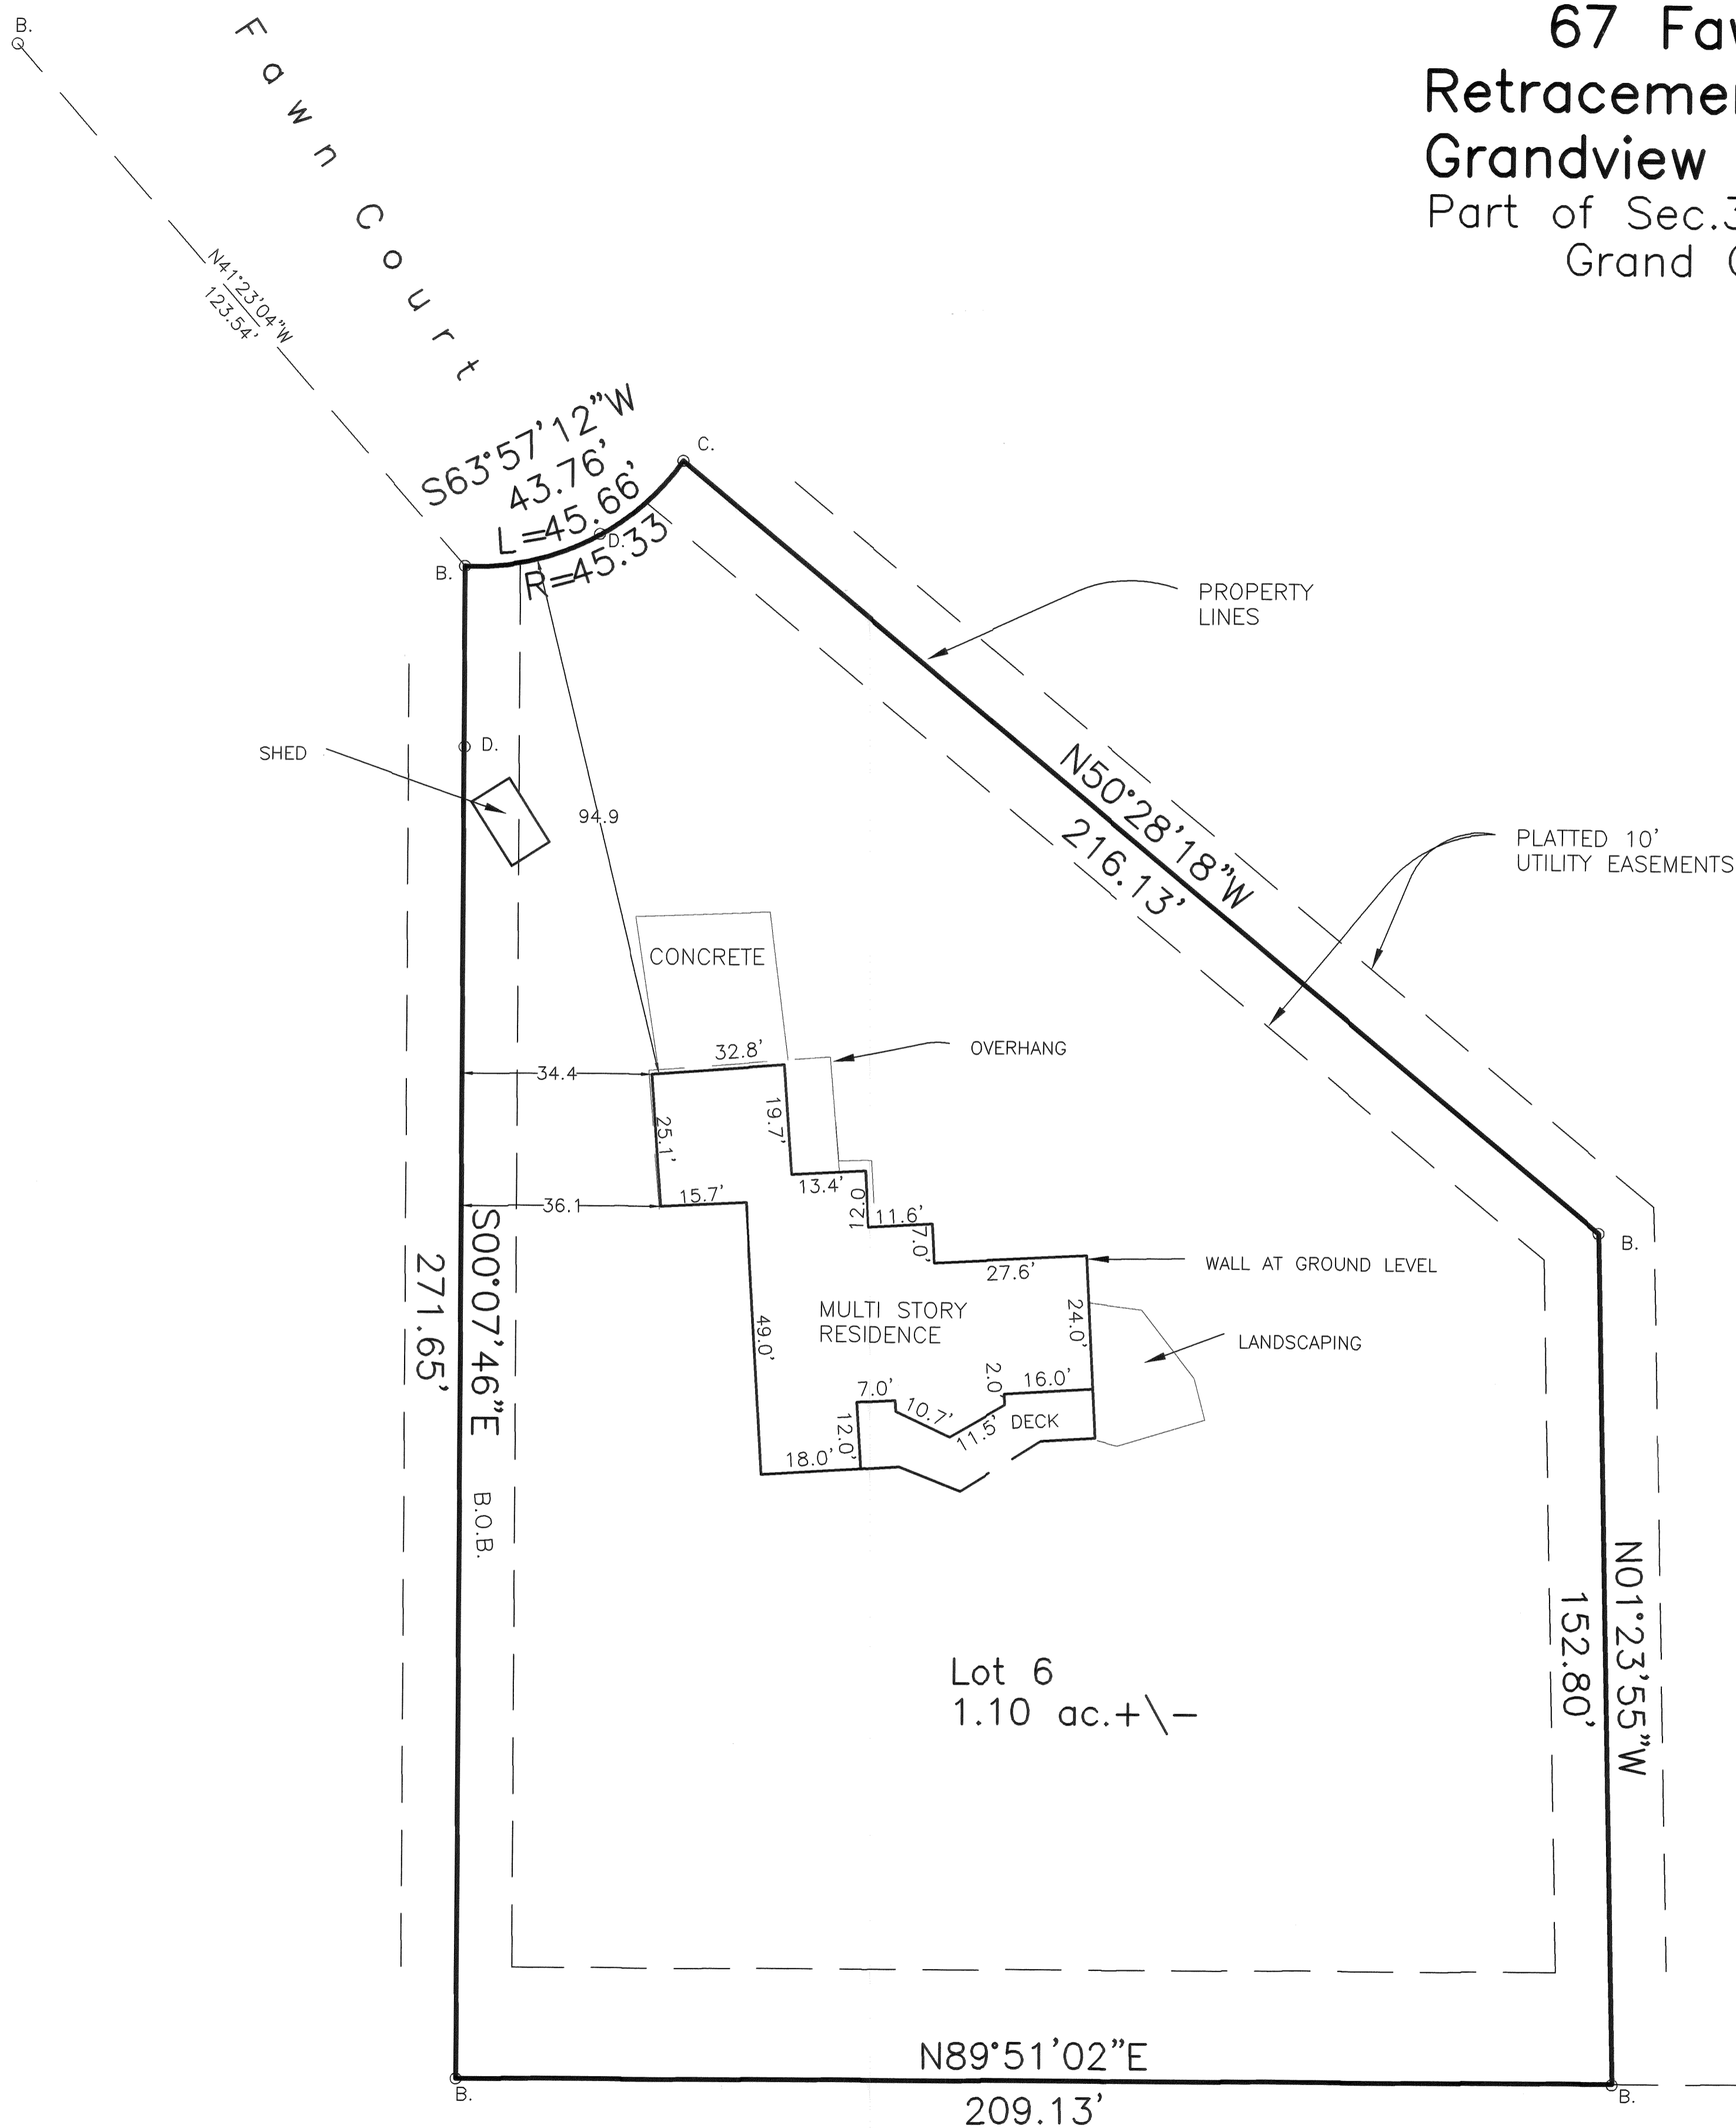 67
Grandview
Part of
Grand
B.
Fawn Court
N41°23'04"W
123.54'
S63°57'12"W
43.76'
L=45.66'
R=45.33
C.
D.
B.
PROPERTY
LINES
D.
SHED
94.9
N50°28'18"W
216.13'
PLATTED 10'
UTILITY EASEMENTS
CONCRETE
OVERHANG
32.8'
34.4
19.7'
25.1'
13.4'
12.0'
15.7'
36.1
11.6'
7.0'
27.6'
WALL AT GROUND LEVEL
B.
S00°07'46"E
271.65'
B.O.B.
MULTI STORY
RESIDENCE
49.0'
24.0'
LANDSCAPING
2.0'
16.0'
7.0'
10.7'
11.5'
DECK
12.0'
18.0'
N01°23'55"W
152.80'
Lot 6
1.10 ac.+\-
N89°51'02"E
209.13'
B.
B.